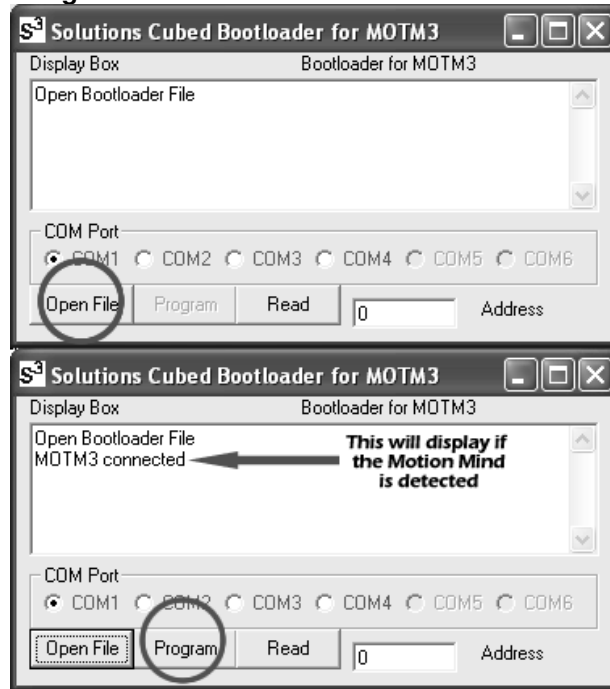 S3 Solutions Cubed Bootloader for MOTM3
Display Box Bootloader for MOTM3
Open Bootloader File
COM Port
COM1 COM2 COM3 COM4 COM5 COM6
Open File Program Read 0 Address
S3 Solutions Cubed Bootloader for MOTM3
Display Box Bootloader for MOTM3
Open Bootloader File
MOTM3 connected
This will display if
the Motion Mind
is detected
COM Port
COM1 COM2 COM3 COM4 COM5 COM6
Open File Program Read 0 Address